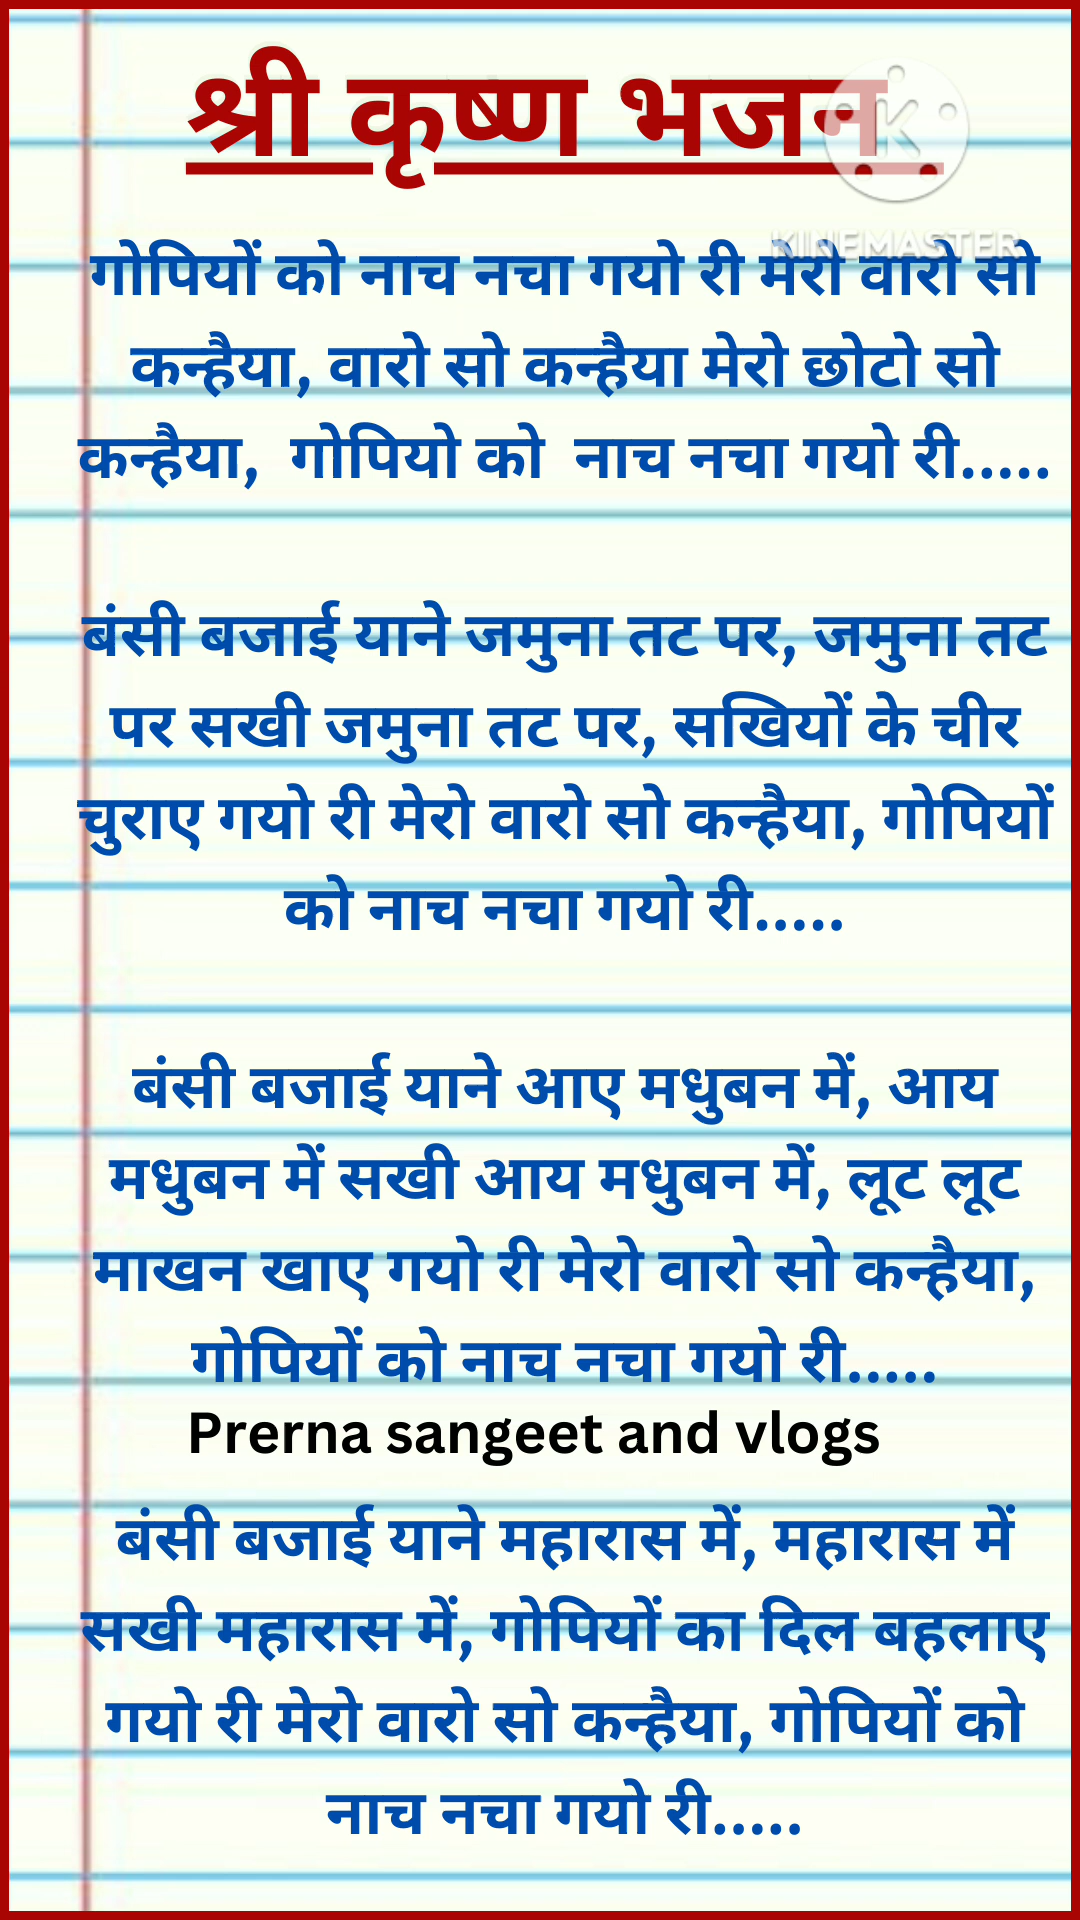 श्री कृष्ण भजन
KINEMASTER
गोपियों को नाच नचा गयो री मेरो वारो सो
कन्हैया, वारो सो कन्हैया मेरो छोटो सो
कन्हैया, गोपियो को नाच नचा गयो री.....
बंसी बजाई याने जमुना तट पर, जमुना तट
पर सखी जमुना तट पर, सखियों के चीर
चुराए गयो री मेरो वारो सो कन्हैया, गोपियों
को नाच नचा गयो री.....
बंसी बजाई याने आए मधुबन में, आय
मधुबन में सखी आय मधुबन में, लूट लूट
माखन खाए गयो री मेरो वारो सो कन्हैया,
गोपियों को नाच नचा गयो री.....
Prerna sangeet and vlogs
बंसी बजाई याने महारास में, महारास में
सखी महारास में, गोपियों का दिल बहलाए
गयो री मेरो वारो सो कन्हैया, गोपियों को
नाच नचा गयो री.....